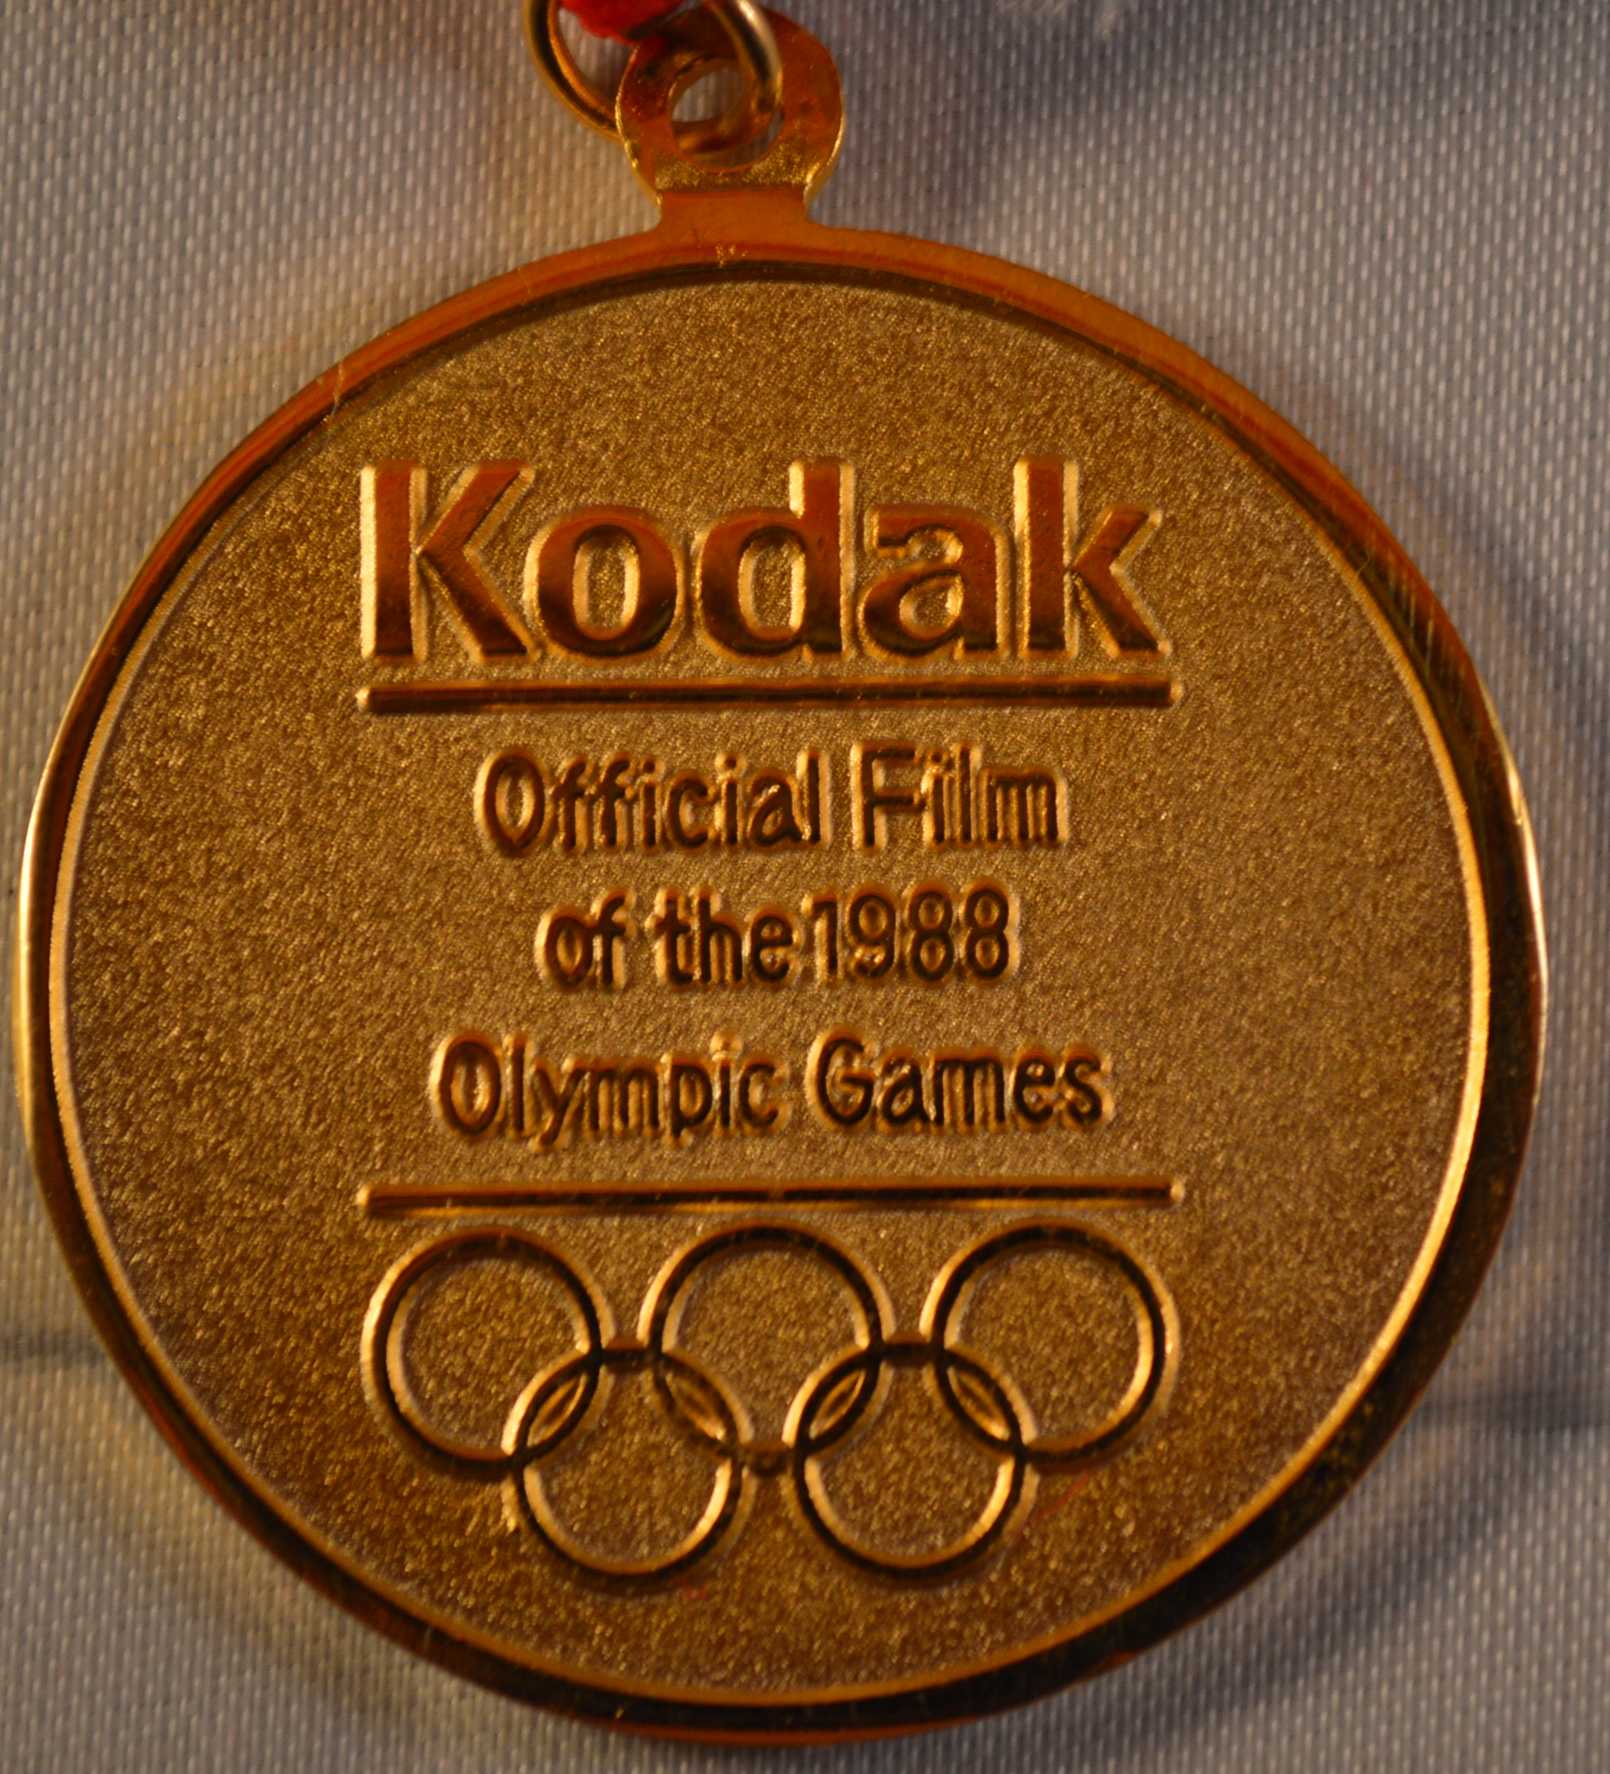 Kodak
Official Film
of the 1988
Olympic Games